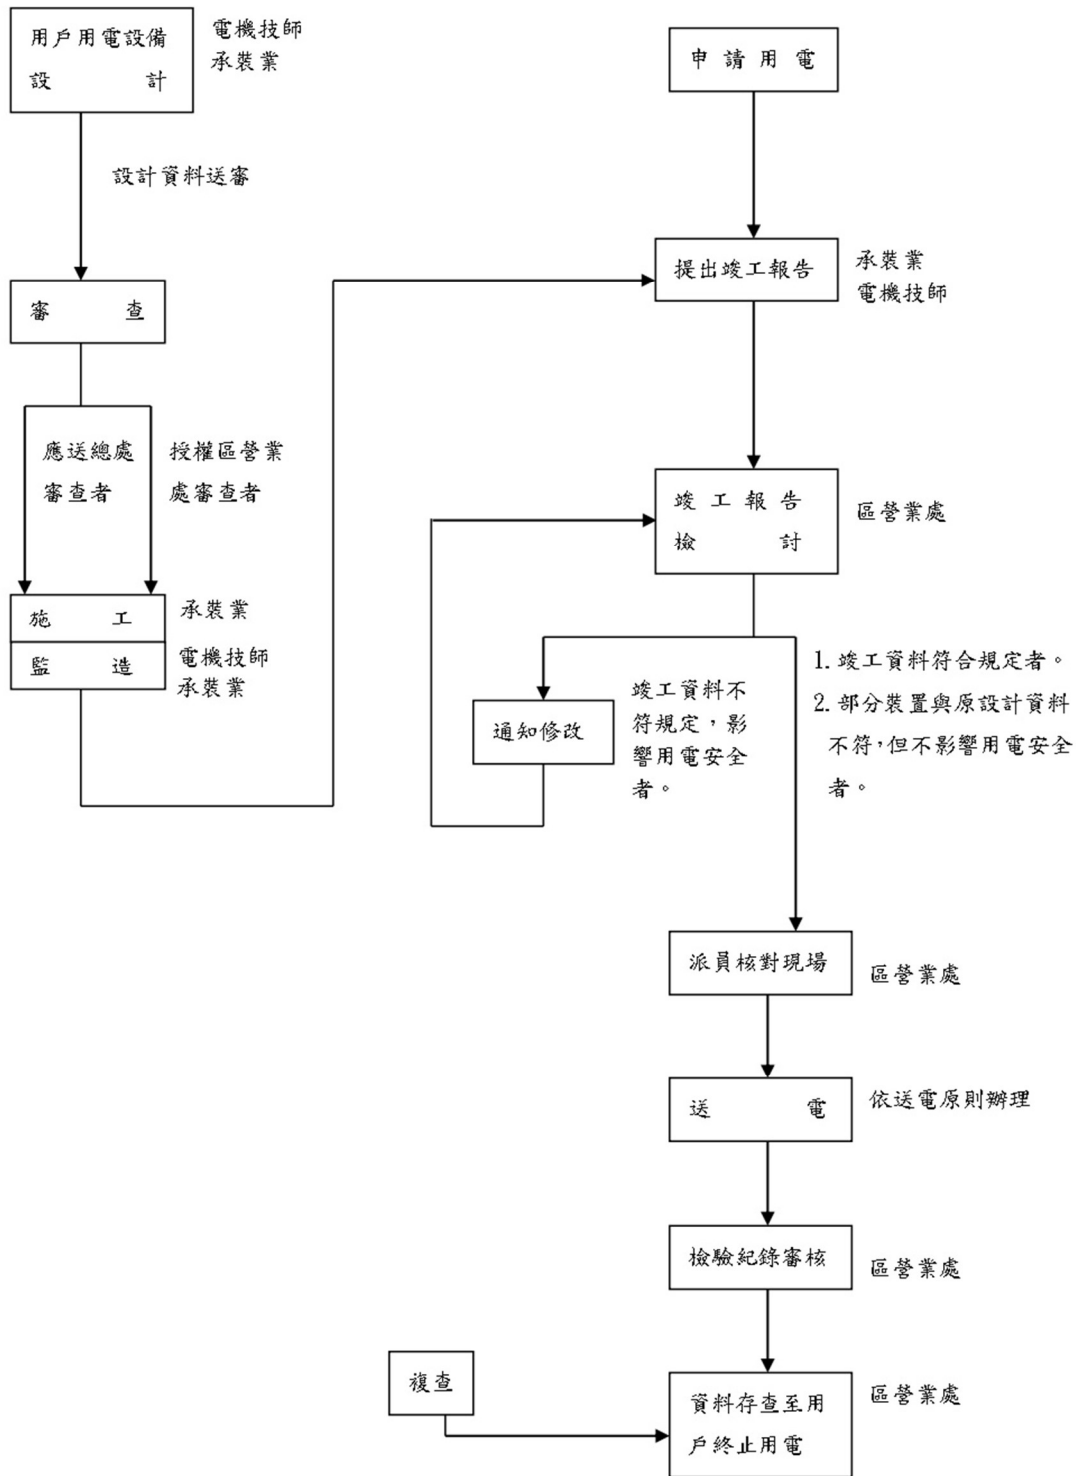 用戶用電設備
設計
電機技師
承裝業
設計資料送審
審查
應送總處
審查者
授權區營業
處審查者
施工
承裝業
監造
電機技師
承裝業
申請用電
提出竣工報告
承裝業
電機技師
竣工報告
檢討
區營業處
通知修改
竣工資料不
符規定，影
響用電安全
者。
1.竣工資料符合規定者。
2.部分裝置與原設計資料
不符，但不影響用電安全
者。
派員核對現場
區營業處
送電
依送電原則辦理
檢驗紀錄審核
區營業處
複查
資料存查至用
戶終止用電
區營業處